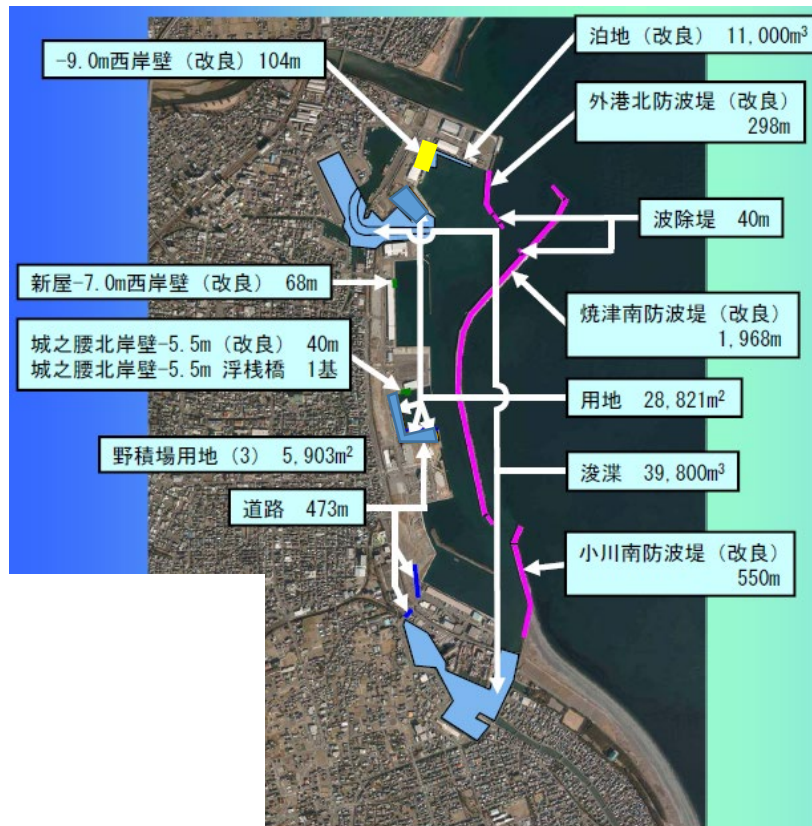 -9.0m西岸壁（改良）104m
泊地（改良） 11,000m³
外港北防波堤（改良）
298m
波除堤 40m
新屋-7.0m西岸壁（改良） 68m
焼津南防波堤（改良）
1,968m
城之腰北岸壁-5.5m（改良） 40m
城之腰北岸壁-5.5m 浮桟橋 1基
用地 28,821m²
野積場用地（3） 5,903m²
浚渫 39,800m³
道路 473m
小川南防波堤（改良）
550m